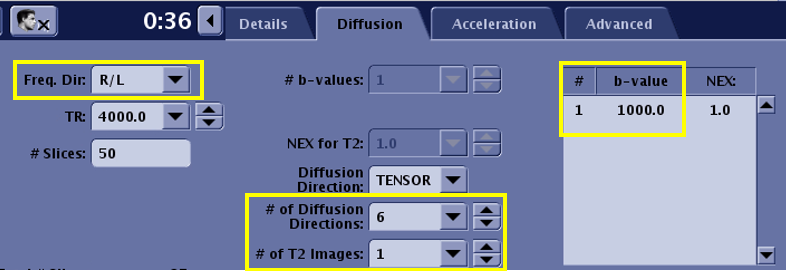 0:36 Details Diffusion Acceleration Advanced
Freq. Dir: R/L
TR: 4000.0
# Slices: 50
# b-values: 1
NEX for T2: 1.0
Diffusion
Direction: TENSOR
# of Diffusion
Directions: 6
# of T2 Images: 1
# b-value NEX:
1 1000.0 1.0